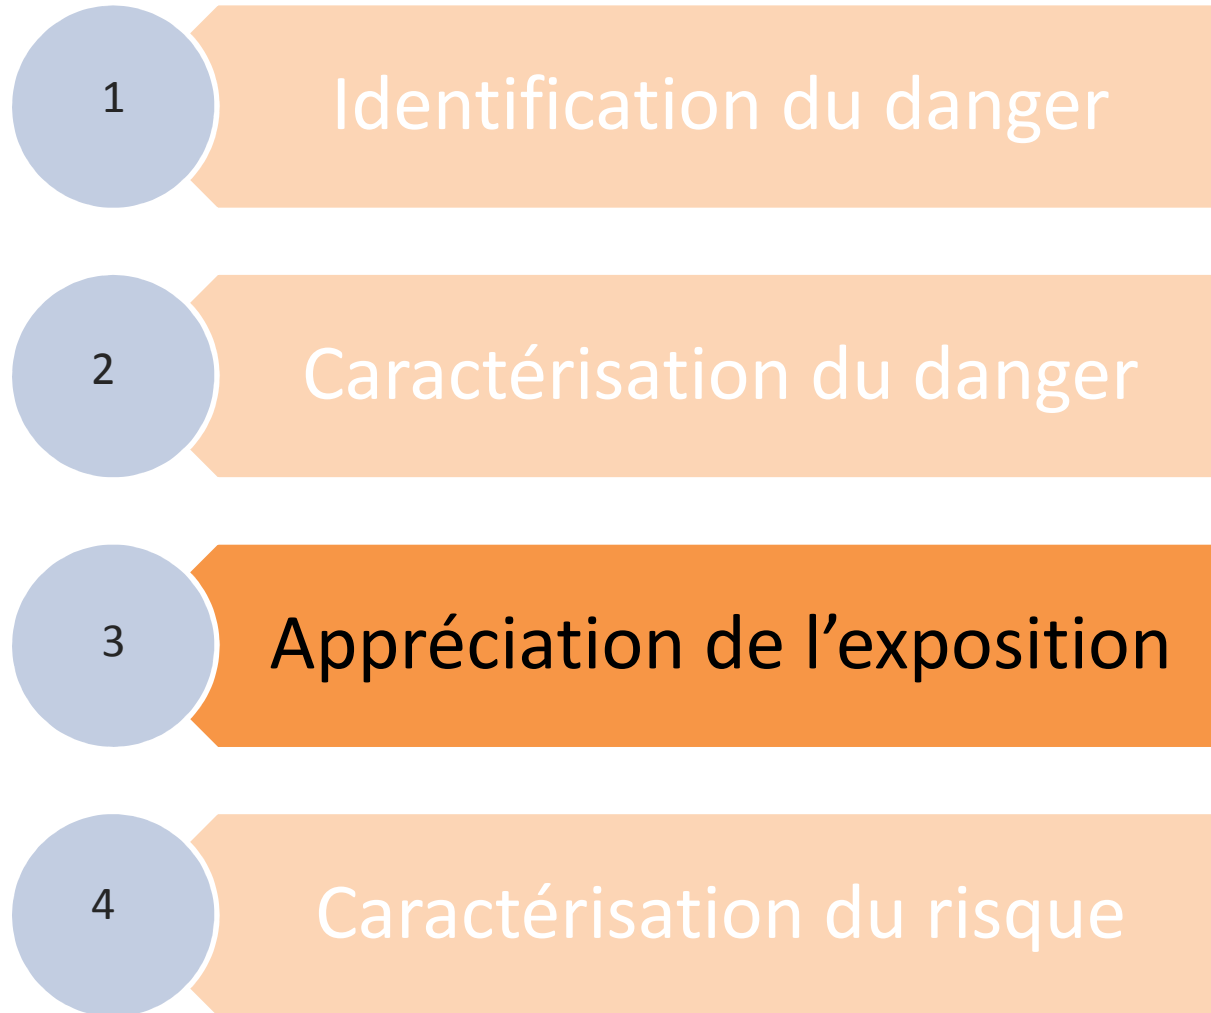 1
Identification du danger
2
Caractérisation du danger
3
Appréciation de l’exposition
4
Caractérisation du risque